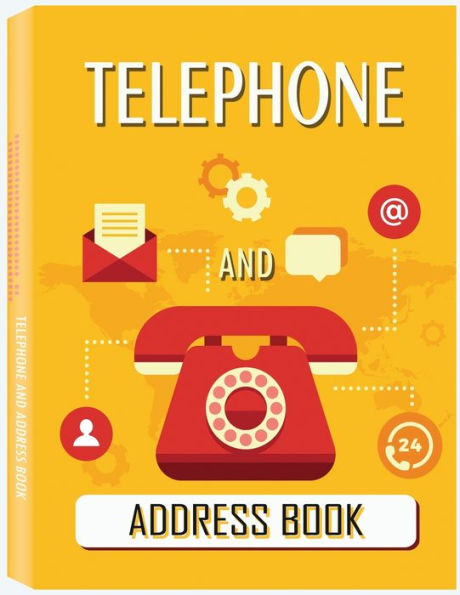 TELEPHONE
@
AND
24
ADDRESS BOOK
TELEPHONE AND ADDRESS BOOK